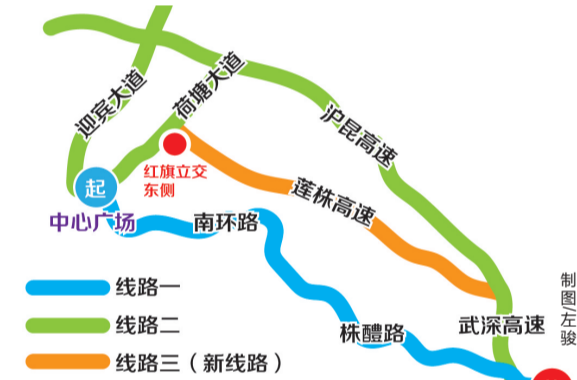 迎宾大道
荷塘大道
沪昆高速
红旗立交
东侧
起
莲株高速
中心广场
南环路
线路一
线路二
株醴路
武深高速
线路三（新线路）
制图/左骏